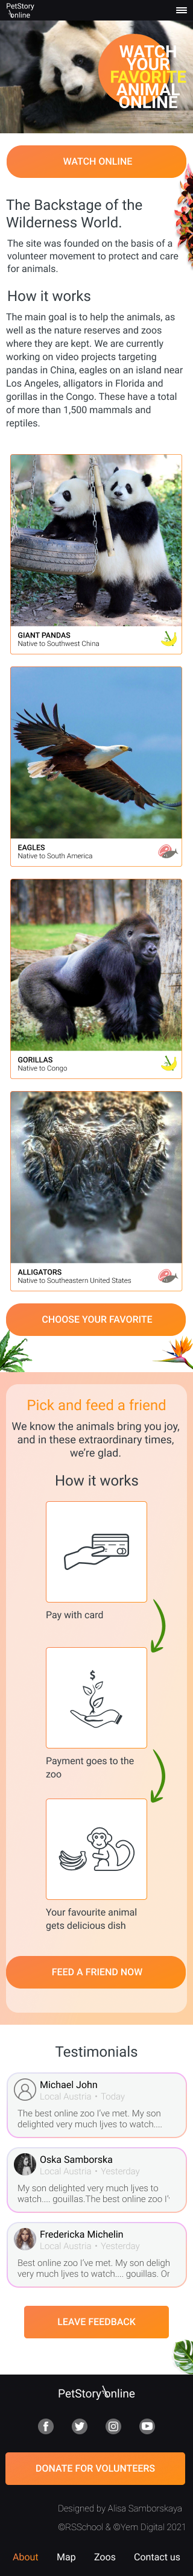 PetStory
online
WATCH
YOUR
FAVORITE
ANIMAL
ONLINE
WATCH ONLINE
The Backstage of the
Wilderness World.
The site was founded on the basis of a
volunteer movement to protect and care
for animals.
How it works
The main goal is to help the animals, as
well as the nature reserves and zoos
where they are kept. We are currently
working on video projects targeting
pandas in China, eagles on an island near
Los Angeles, alligators in Florida and
gorillas in the Congo. These have a total
of more than 1,500 mammals and
reptiles.
GIANT PANDAS
Native to Southwest China
EAGLES
Native to South America
GORILLAS
Native to Congo
ALLIGATORS
Native to Southeastern United States
CHOOSE YOUR FAVORITE
Pick and feed a friend
We know the animals bring you joy,
and in these extraordinary times,
we're glad.
How it works
Pay with card
$
Payment goes to the
zoo
Your favourite animal
gets delicious dish
FEED A FRIEND NOW
Testimonials
Michael John
Local Austria • Today
The best online zoo I've met. My son
delighted very much ljves to watch....
Oska Samborska
Local Austria • Yesterday
My son delighted very much ljves to
watch.... gouillas.The best online zoo I'
Fredericka Michelin
Local Austria • Yesterday
Best online zoo I've met. My son deligh
very much ljves to watch.... gouillas. Or
LEAVE FEEDBACK
PetStory online
DONATE FOR VOLUNTEERS
Designed by Alisa Samborskaya
©RSSchool & ©Yem Digital 2021
About Map Zoos Contact us